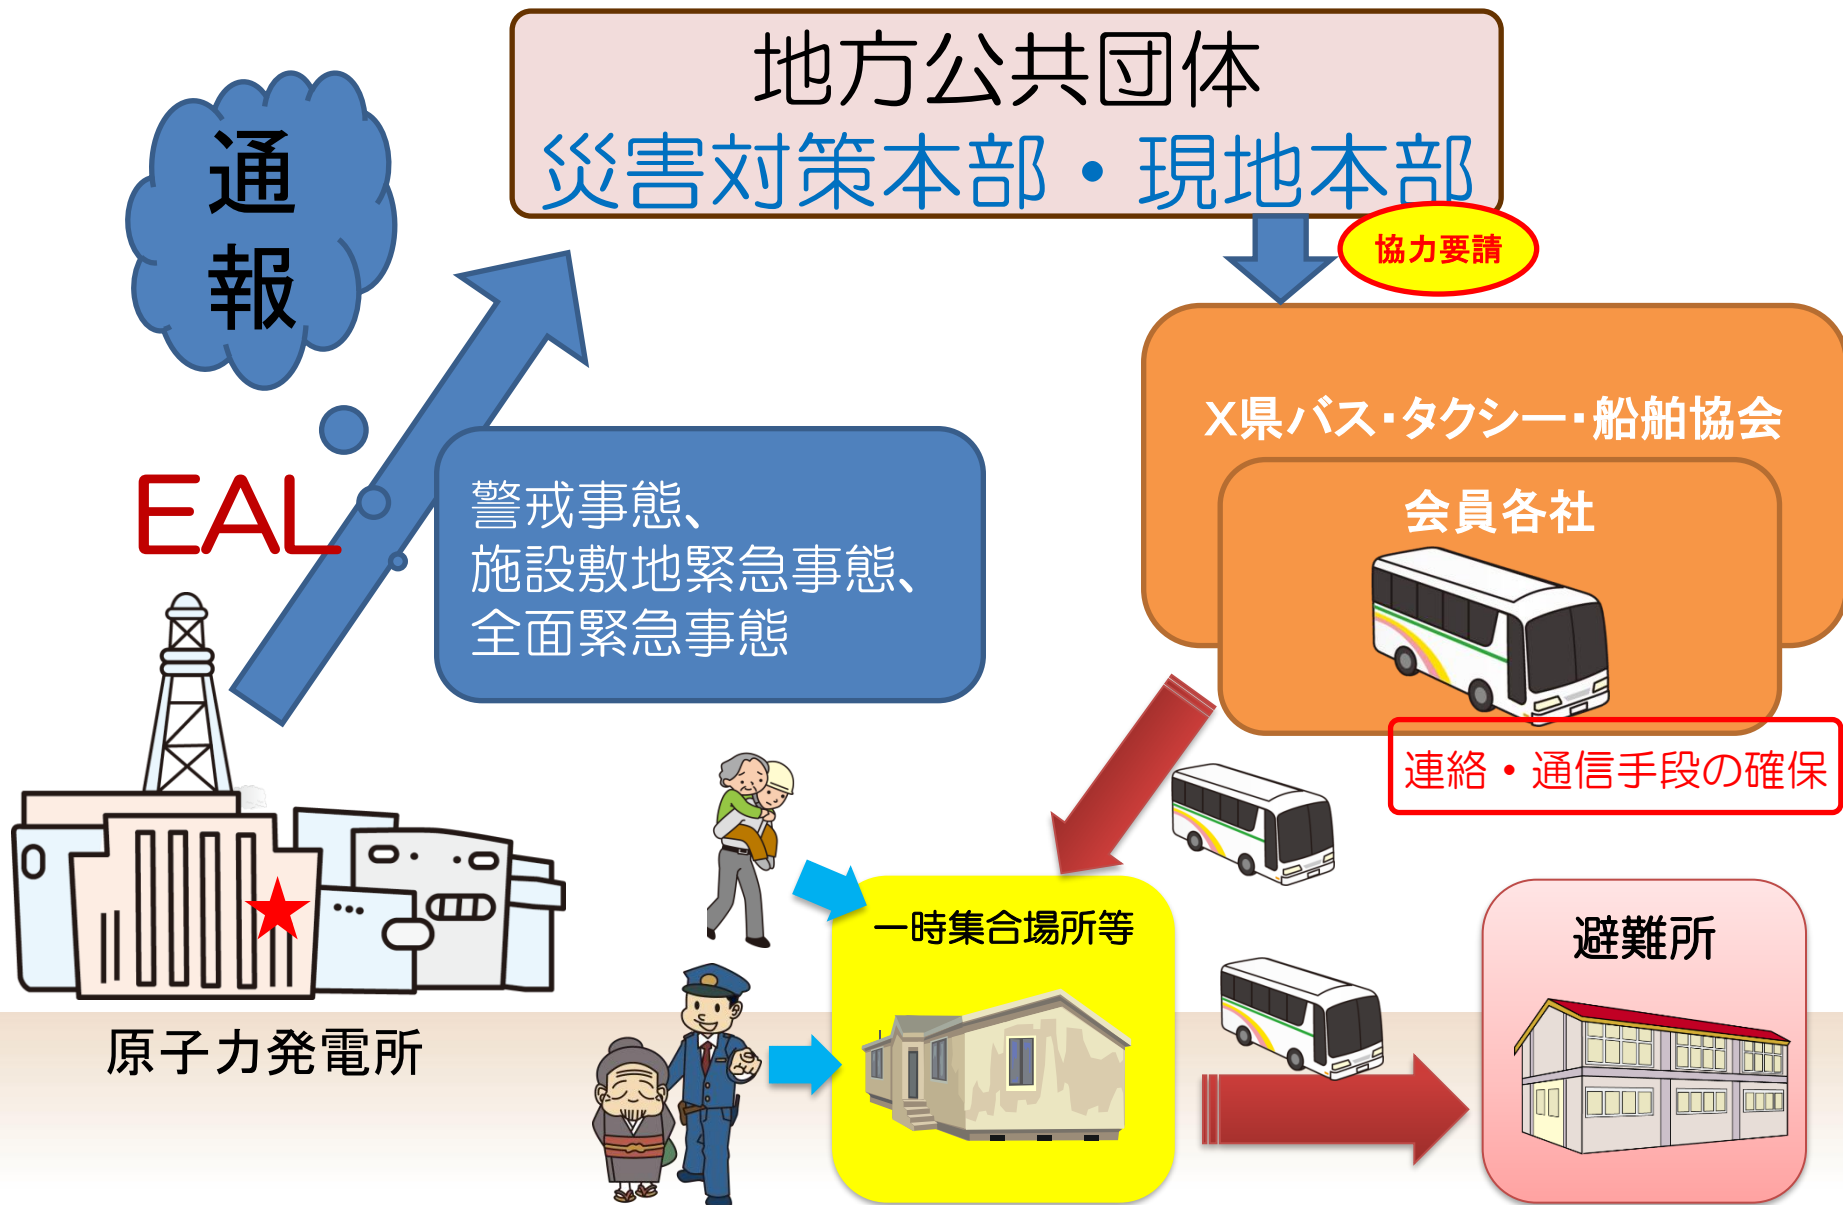 地方公共団体
災害対策本部・現地本部
通
報
協力要請
X県バス・タクシー・船舶協会
会員各社
EAL
警戒事態、
施設敷地緊急事態、
全面緊急事態
連絡・通信手段の確保
一時集合場所等
避難所
原子力発電所